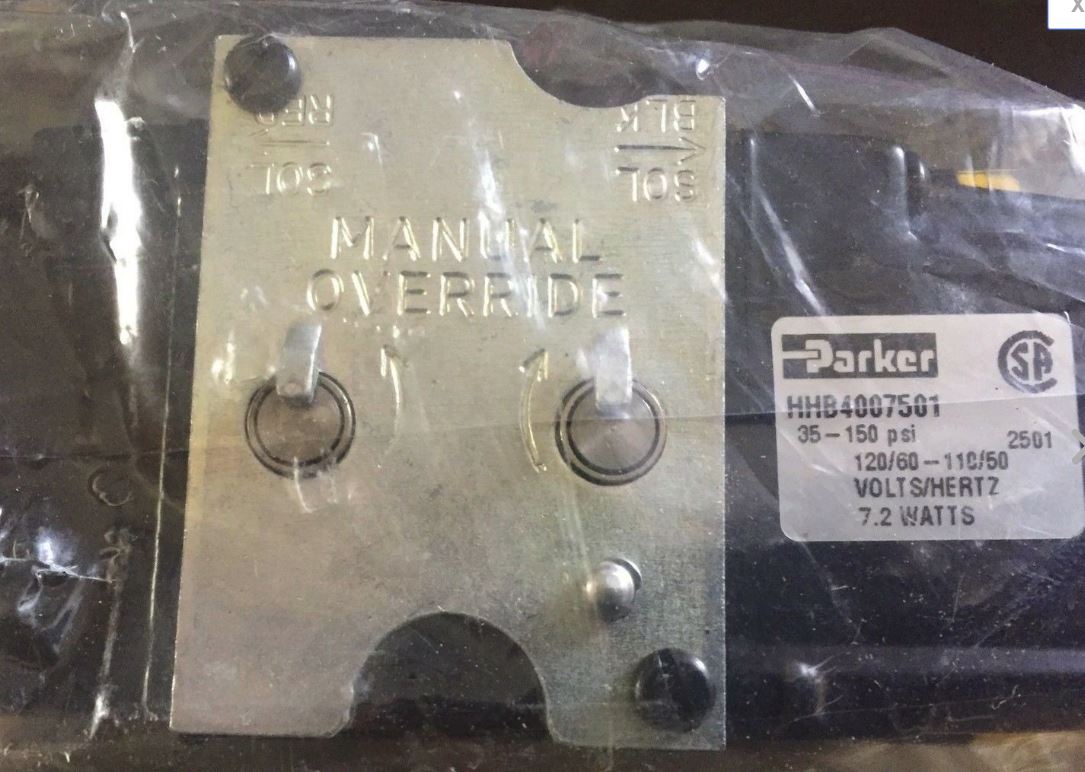 RED
BLK
SOL
SOL
MANUAL
OVERRIDE
Parker
HHB4007501
35-150 psi
2501
120/60-110/50
VOLTS/HERTZ
7.2 WATTS
SA
X